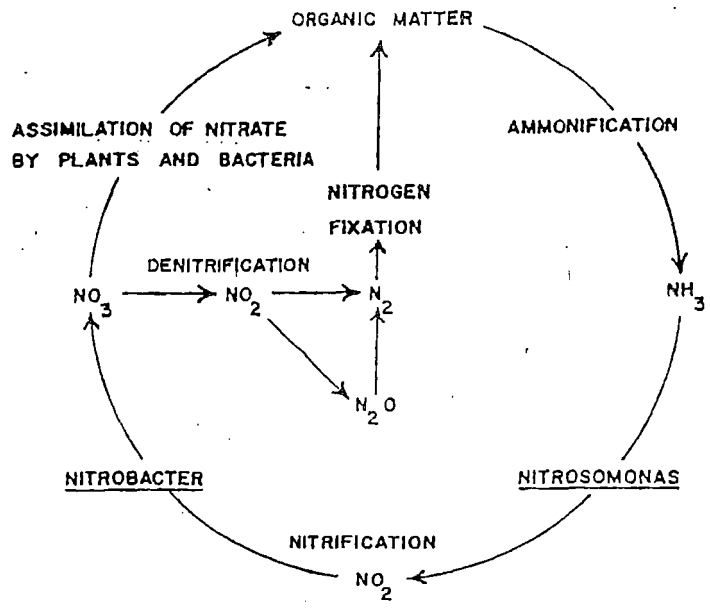 ORGANIC MATTER
ASSIMILATION OF NITRATE
BY PLANTS AND BACTERIA
AMMONIFICATION
NITROGEN
FIXATION
DENITRIFICATION
NO3
NO2
N2
NH3
N2O
NITROBACTER
NITROSOMONAS
NITRIFICATION
NO2